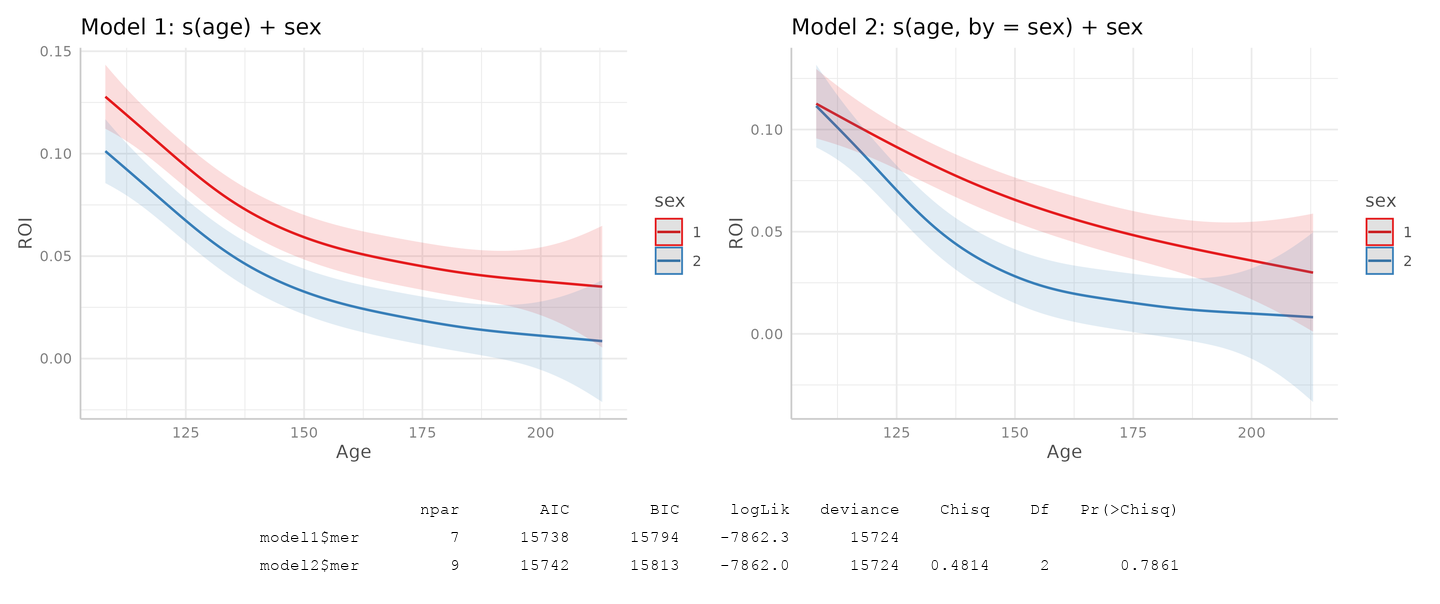 Model 1: s(age) + sex
0.15
0.10
0.05
0.00
ROI
125 150 175 200
Age
sex
1
2
Model 2: s(age, by = sex) + sex
0.10
0.05
0.00
ROI
125 150 175 200
Age
sex
1
2
npar AIC BIC logLik deviance Chisq Df Pr(>Chisq)
model1$mer 7 15738 15794 -7862.3 15724
model2$mer 9 15742 15813 -7862.0 15724 0.4814 2 0.7861